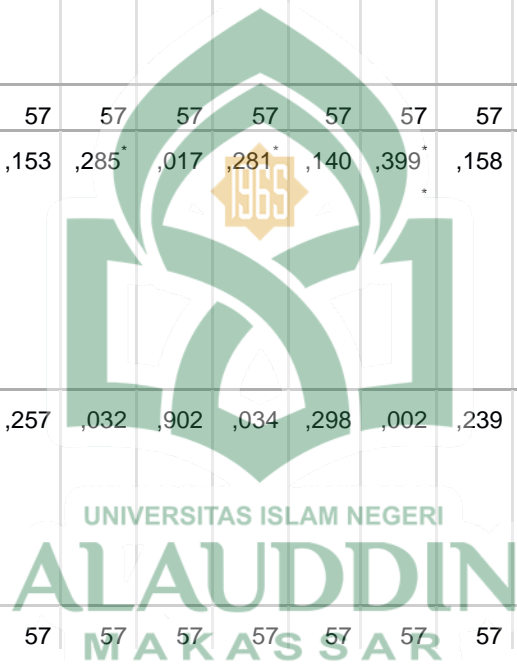 57 57 57 57 57 57 57
,153 ,285* ,017 ,281* ,140 ,399* ,158
*
1965
,257 ,032 ,902 ,034 ,298 ,002 ,239
UNIVERSITAS ISLAM NEGERI
ALAUDDIN
57 57 57 57 57 57 57
MAKASSAR